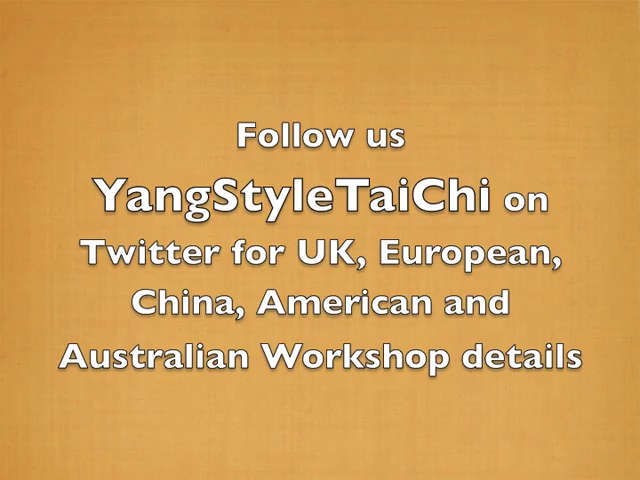 Follow us
YangStyleTaiChi on
Twitter for UK, European,
China, American and
Australian Workshop details